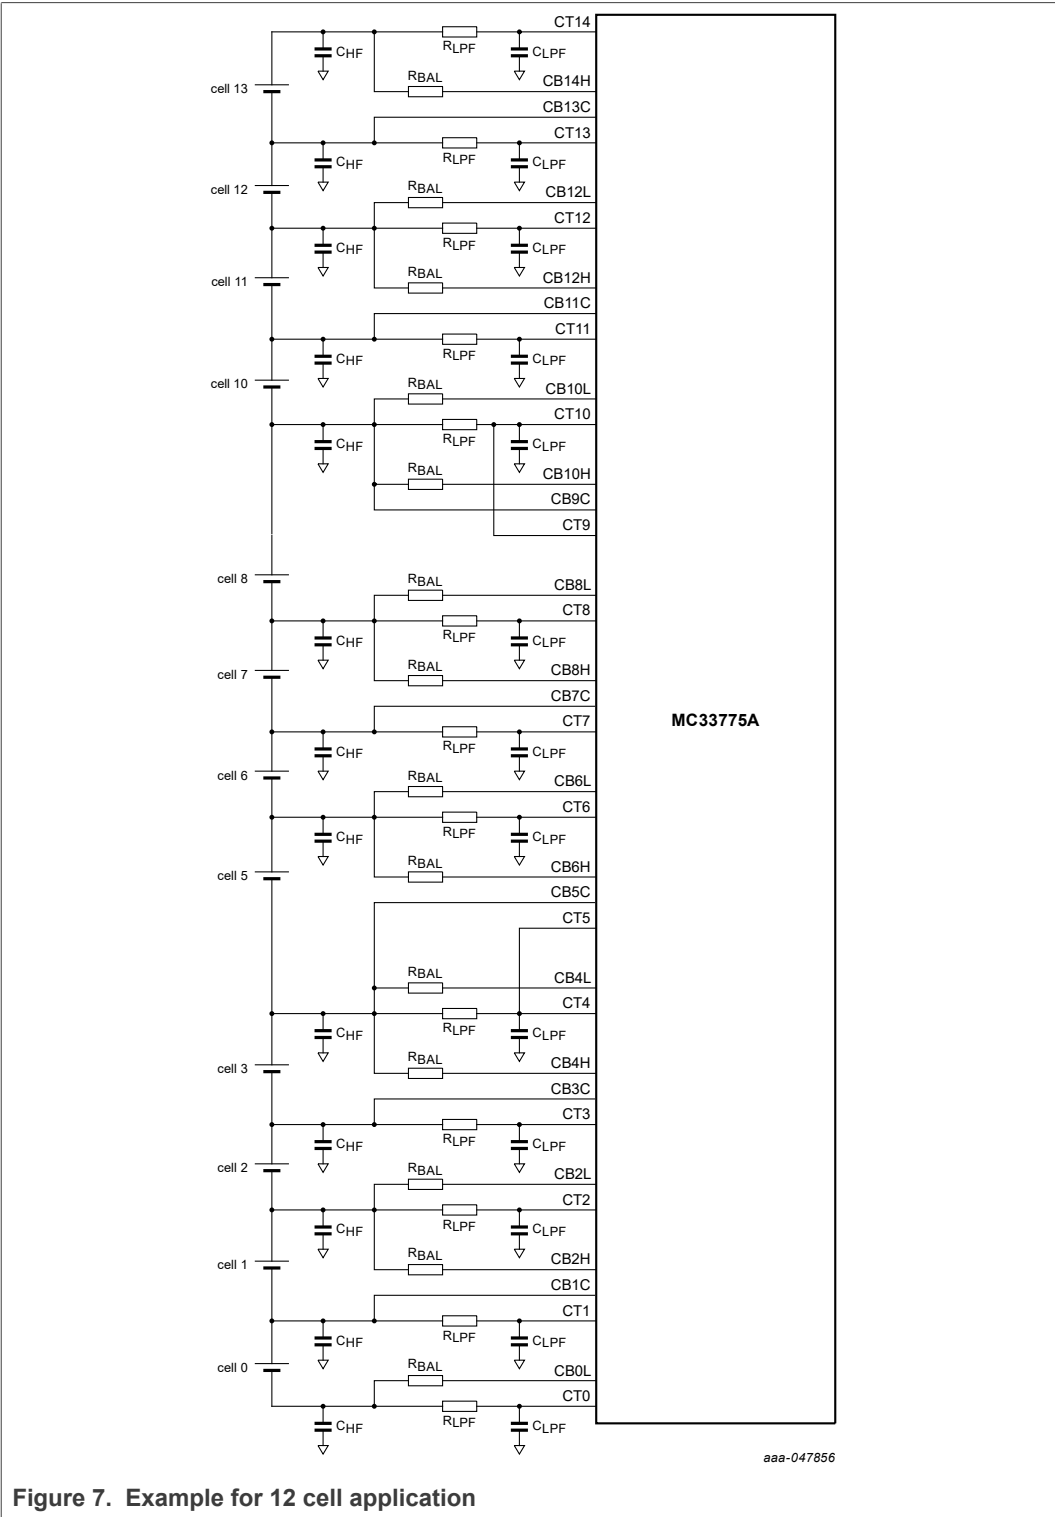 CT14
RLPF
CHF
CLPF
RBAL
CB14H
cell 13
CB13C
CT13
RLPF
CHF
CLPF
RBAL
cell 12
CB12L
CT12
RLPF
CHF
CLPF
RBAL
CB12H
cell 11
CB11C
CT11
RLPF
CHF
CLPF
RBAL
cell 10
CB10L
CT10
RLPF
CHF
CLPF
RBAL
CB10H
CB9C
CT9
cell 8
RBAL
CB8L
CT8
RLPF
CHF
CLPF
RBAL
CB8H
cell 7
CB7C
CT7
MC33775A
RLPF
CHF
CLPF
cell 6
RBAL
CB6L
CT6
RLPF
CHF
CLPF
RBAL
CB6H
cell 5
CB5C
CT5
RBAL
CB4L
CT4
RLPF
CHF
CLPF
RBAL
CB4H
cell 3
CB3C
CT3
RLPF
CHF
CLPF
cell 2
RBAL
CB2L
CT2
RLPF
CHF
CLPF
RBAL
CB2H
cell 1
CB1C
CT1
RLPF
CHF
CLPF
cell 0
RBAL
CB0L
CT0
RLPF
CHF
CLPF
aaa-047856
Figure 7. Example for 12 cell application